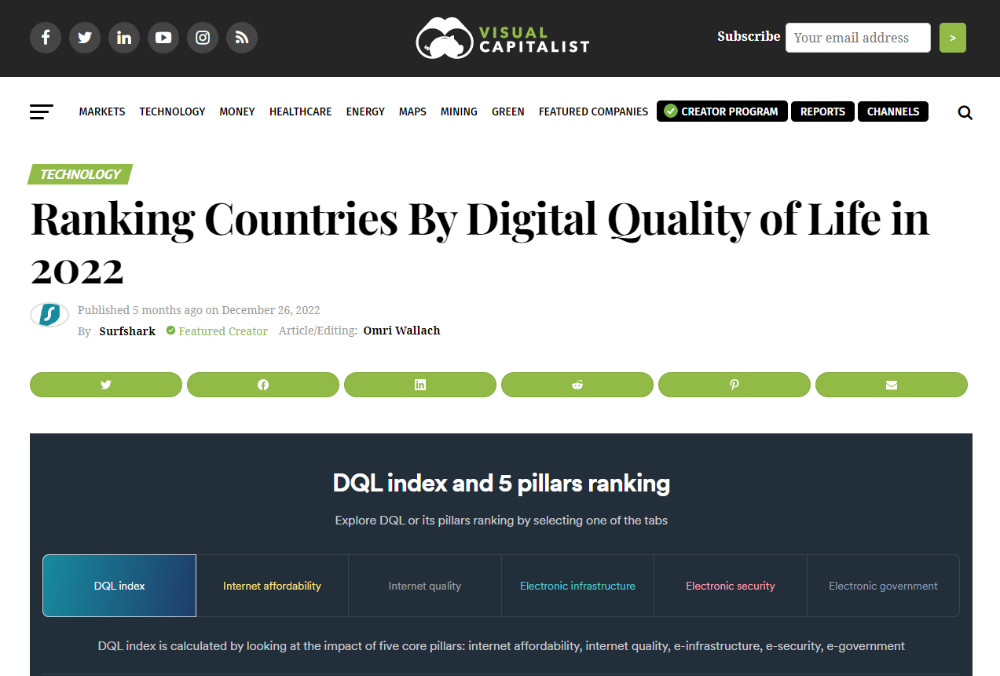 VISUAL
CAPITALIST
Subscribe
Your email address
>
MARKETS TECHNOLOGY MONEY HEALTHCARE ENERGY MAPS MINING GREEN FEATURED COMPANIES CREATOR PROGRAM REPORTS CHANNELS
TECHNOLOGY
Ranking Countries By Digital Quality of Life in
2022
Published 5 months ago on December 26, 2022
By Surfshark Featured Creator Article/Editing: Omri Wallach
DQL index and 5 pillars ranking
Explore DQL or its pillars ranking by selecting one of the tabs
DQL index Internet affordability Internet quality Electronic infrastructure Electronic security Electronic government
DQL index is calculated by looking at the impact of five core pillars: internet affordability, internet quality, e-infrastructure, e-security, e-government